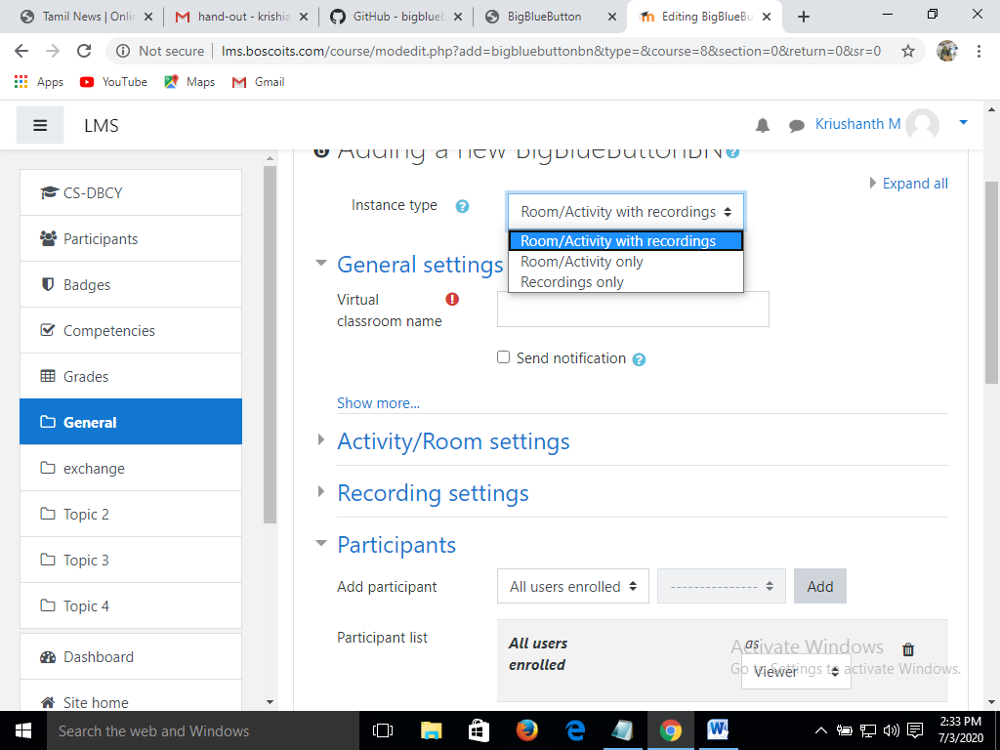 Tamil News | Onlin
hand-out - krishia
GitHub - bigblueb
BigBlueButton
Editing BigBlueBu
Not secure
lms.boscoits.com/course/modedit.php?add=bigbluebuttonbn&type=&course=8&section=0&return=0&sr=0
Apps
YouTube
Maps
Gmail
LMS
Kriushanth M
Adding a new BigBlueButtonBN
Expand all
CS-DBCY
Participants
Badges
Competencies
Grades
General
exchange
Topic 2
Topic 3
Topic 4
Dashboard
Site home
Instance type
Room/Activity with recordings
Room/Activity with recordings
Room/Activity only
Recordings only
General settings
Virtual
classroom name
Send notification
Show more...
Activity/Room settings
Recording settings
Participants
Add participant
All users enrolled
---------------
Add
Participant list
All users
enrolled
as
Viewer
Activate Windows
Go to Settings to activate Windows.
Search the web and Windows
2:33 PM
7/3/2020